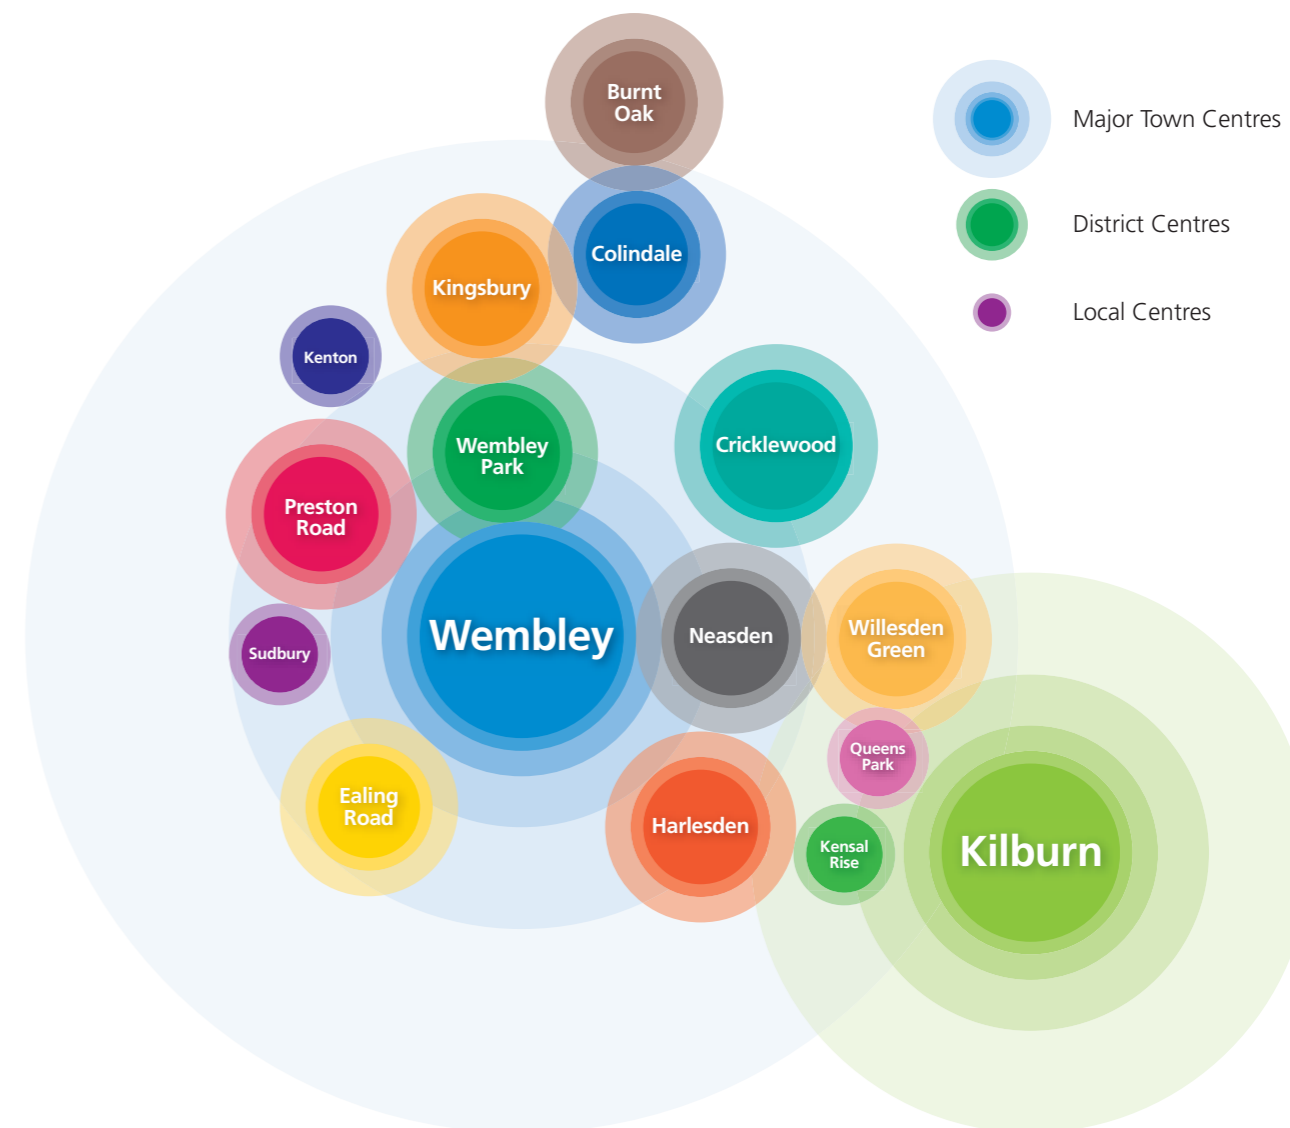 Burnt
Oak
Major Town Centres
District Centres
Colindale
Kingsbury
Local Centres
Kenton
Wembley
Park
Cricklewood
Preston
Road
Wembley
Neasden
Willesden
Green
Sudbury
Queens
Park
Ealing
Road
Harlesden
Kensal
Rise
Kilburn